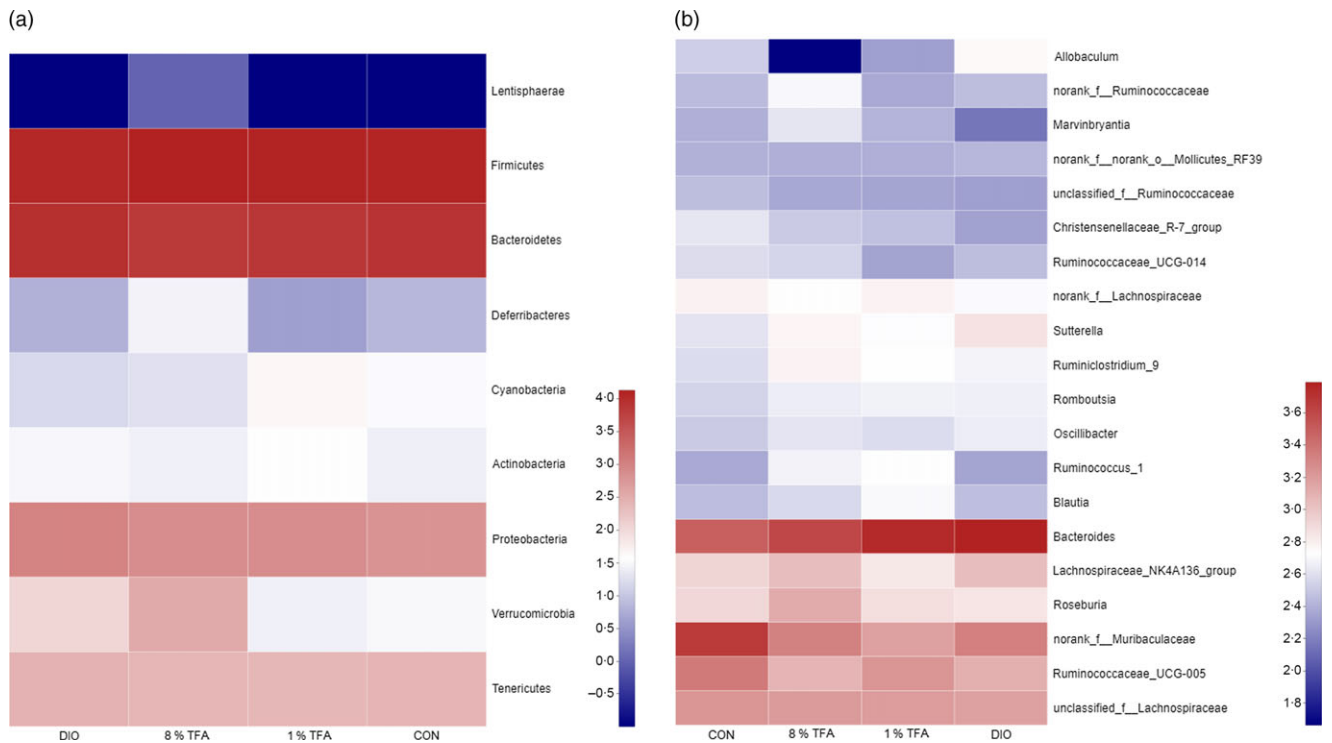 (a)
Lentisphaerae
Firmicutes
Bacteroidetes
Deferribacteres
Cyanobacteria
Actinobacteria
Proteobacteria
Verrucomicrobia
Tenericutes
DIO 8 % TFA 1 % TFA CON
4·0
3·5
3·0
2·5
2·0
1·5
1·0
0·5
0·0
–0·5
(b)
Allobaculum
norank_f__Ruminococcaceae
Marvinbryantia
norank_f__norank_o__Mollicutes_RF39
unclassified_f__Ruminococcaceae
Christensenellaceae_R-7_group
Ruminococcaceae_UCG-014
norank_f__Lachnospiraceae
Sutterella
Ruminiclostridium_9
Romboutsia
Oscillibacter
Ruminococcus_1
Blautia
Bacteroides
Lachnospiraceae_NK4A136_group
Roseburia
norank_f__Muribaculaceae
Ruminococcaceae_UCG-005
unclassified_f__Lachnospiraceae
CON 8 % TFA 1 % TFA DIO
3·6
3·4
3·2
3·0
2·8
2·6
2·4
2·2
2·0
1·8